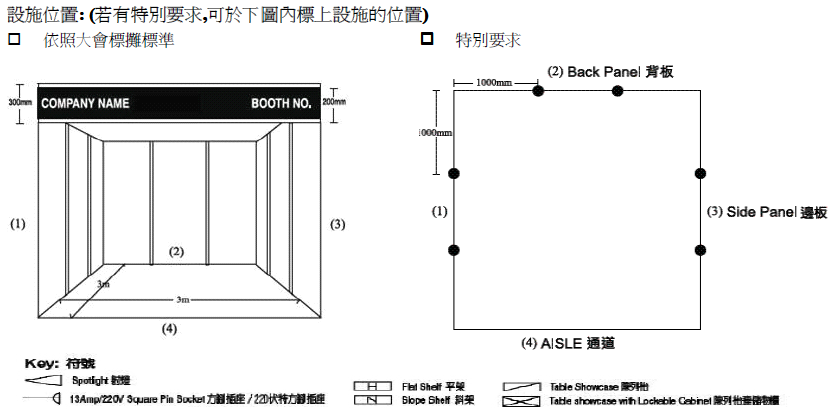 設施位置: (若有特別要求,可於下圖內標上設施的位置)
依照大會標攤標準
特別要求
300mm
COMPANY NAME
BOOTH NO.
200mm
(1)
(2)
(3)
3m
3m
(4)
(2) Back Panel 背板
1000mm
1000mm
(1)
(3) Side Panel 邊板
(4) AISLE 通道
Key: 符號
Spotlight 射燈
13Amp/220V Square Pin Socket 方腳插座 / 220伏特方腳插座
H
Flat Shelf 平架
N
Slope Shelf 斜架
Table Showcase 陳列枱
Table showcase with Lockable Cabinet 陳列枱連儲物櫃